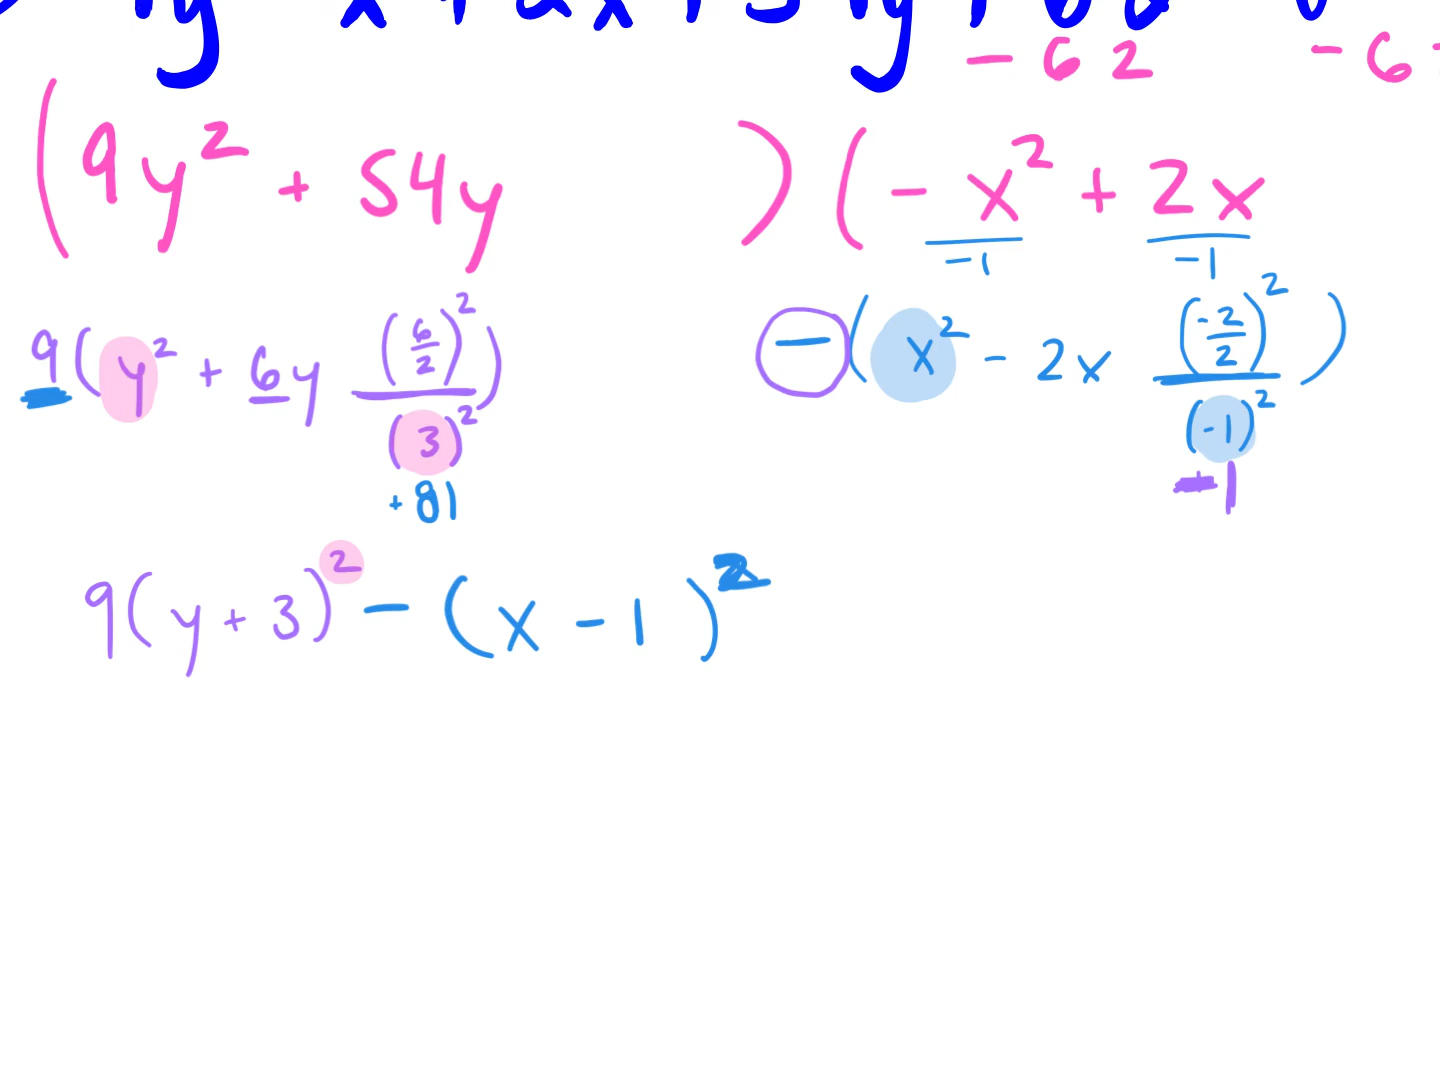 - 62 - 6
(9y² + 54y ) (- x² + 2x
-1 -1
9(y² + 6y (6/2)²) -(x² - 2x (-2/2)²)
(3)² (-1)²
+81 -1
9(y + 3)² - (x - 1)²